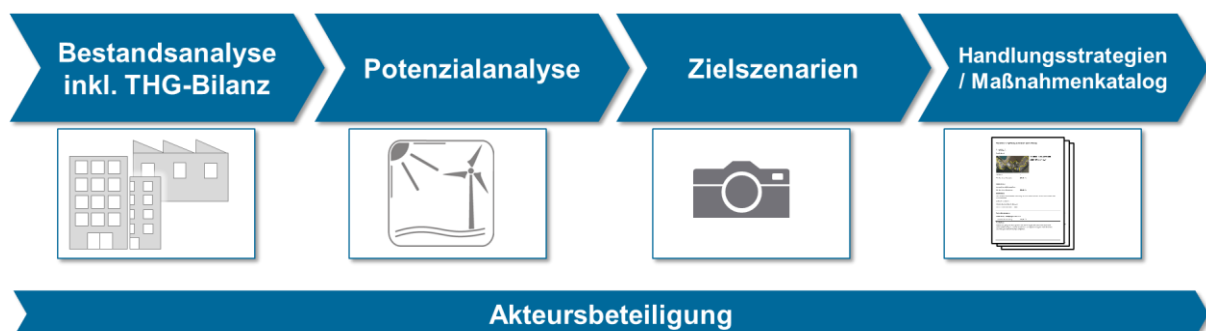 Bestandsanalyse
inkl. THG-Bilanz
Potenzialanalyse
Zielszenarien
Handlungsstrategien
/ Maßnahmenkatalog
Akteursbeteiligung